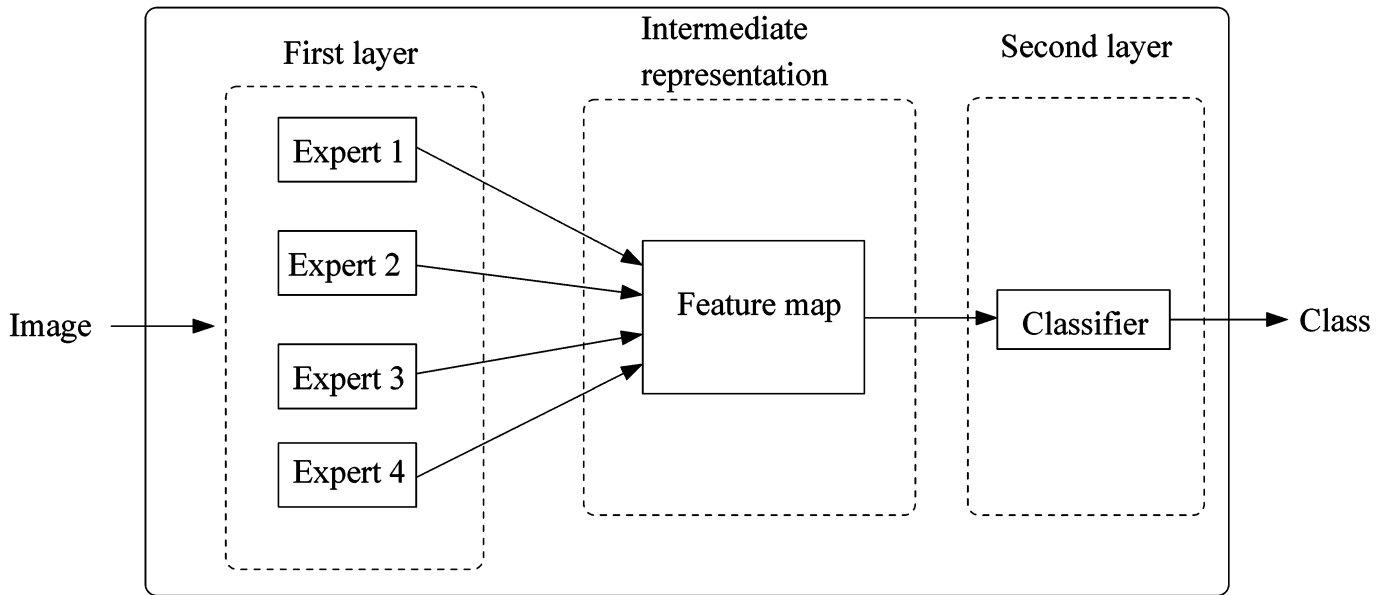 First layer
Intermediate
representation
Second layer
Expert 1
Expert 2
Expert 3
Expert 4
Image
Feature map
Classifier
Class